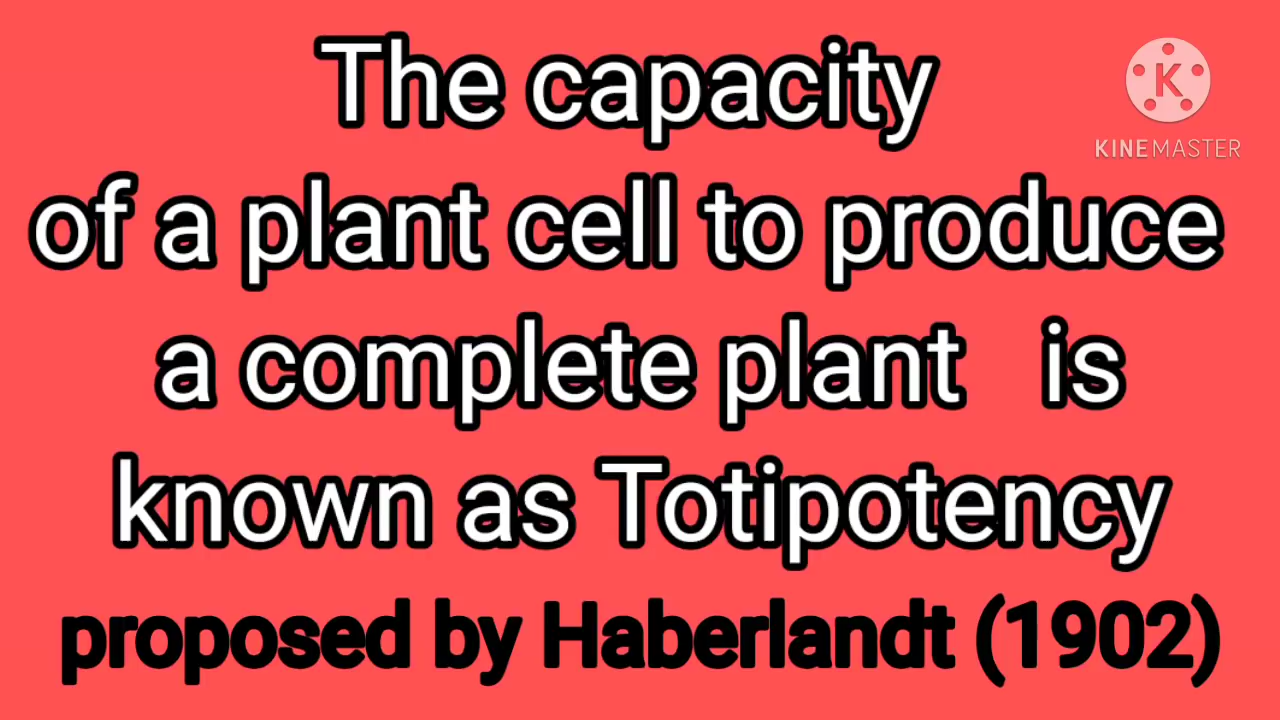 The capacity
K
KINEMASTER
of a plant cell to produce
a complete plant is
known as Totipotency
proposed by Haberlandt (1902)